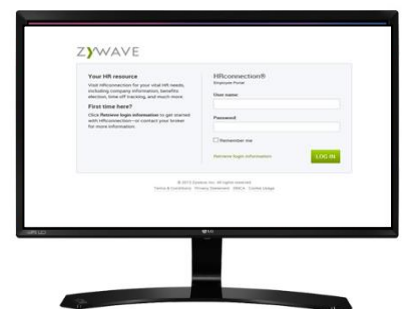 ZYWAVE
Your HR resource
Visit HRconnection for your vital HR needs,
including company information, benefits
election, time off tracking, and much more.
First time here?
Click Retrieve login information to get started
with HRconnection—or contact your broker
for more information.
HRconnection®
Employee Portal
User name:
Password:
Remember me
Retrieve login information
LOG IN
© 2015 Zywave, Inc. All rights reserved.
Terms & Conditions Privacy Statement DMCA Cookie Usage
LG